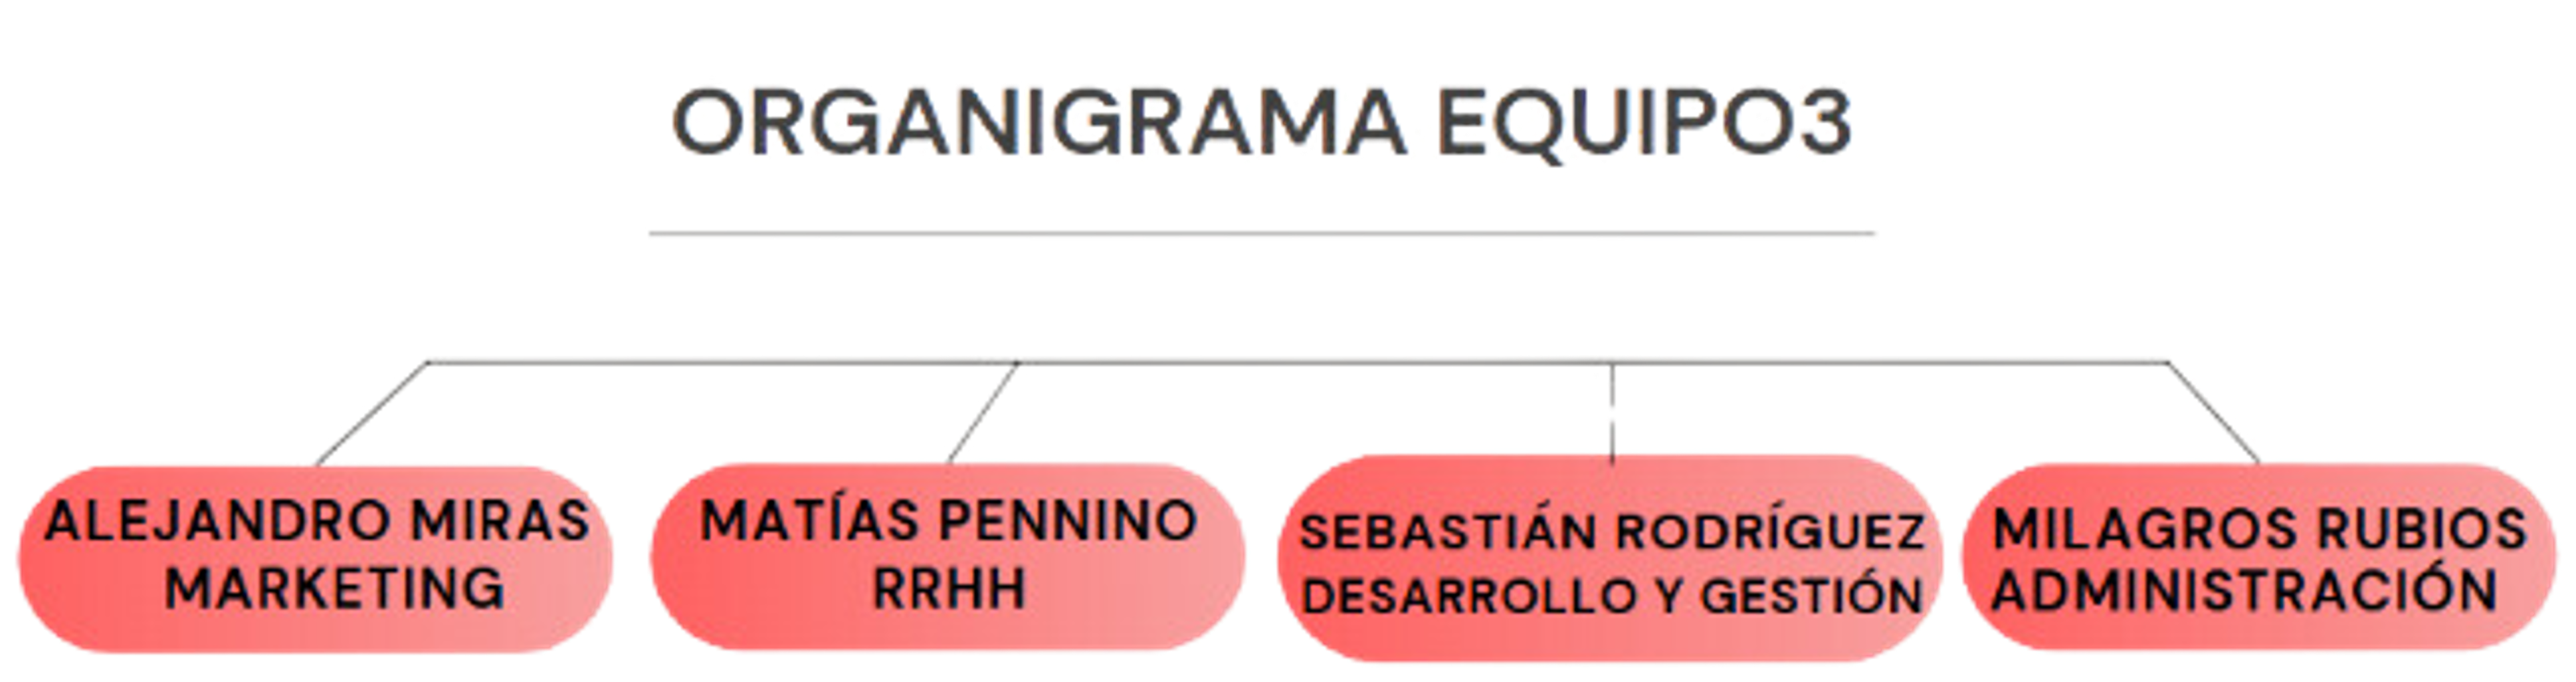 ORGANIGRAMA EQUIPO3
ALEJANDRO MIRAS
MARKETING
MATÍAS PENNINO
RRHH
SEBASTIÁN RODRÍGUEZ
DESARROLLO Y GESTIÓN
MILAGROS RUBIOS
ADMINISTRACIÓN